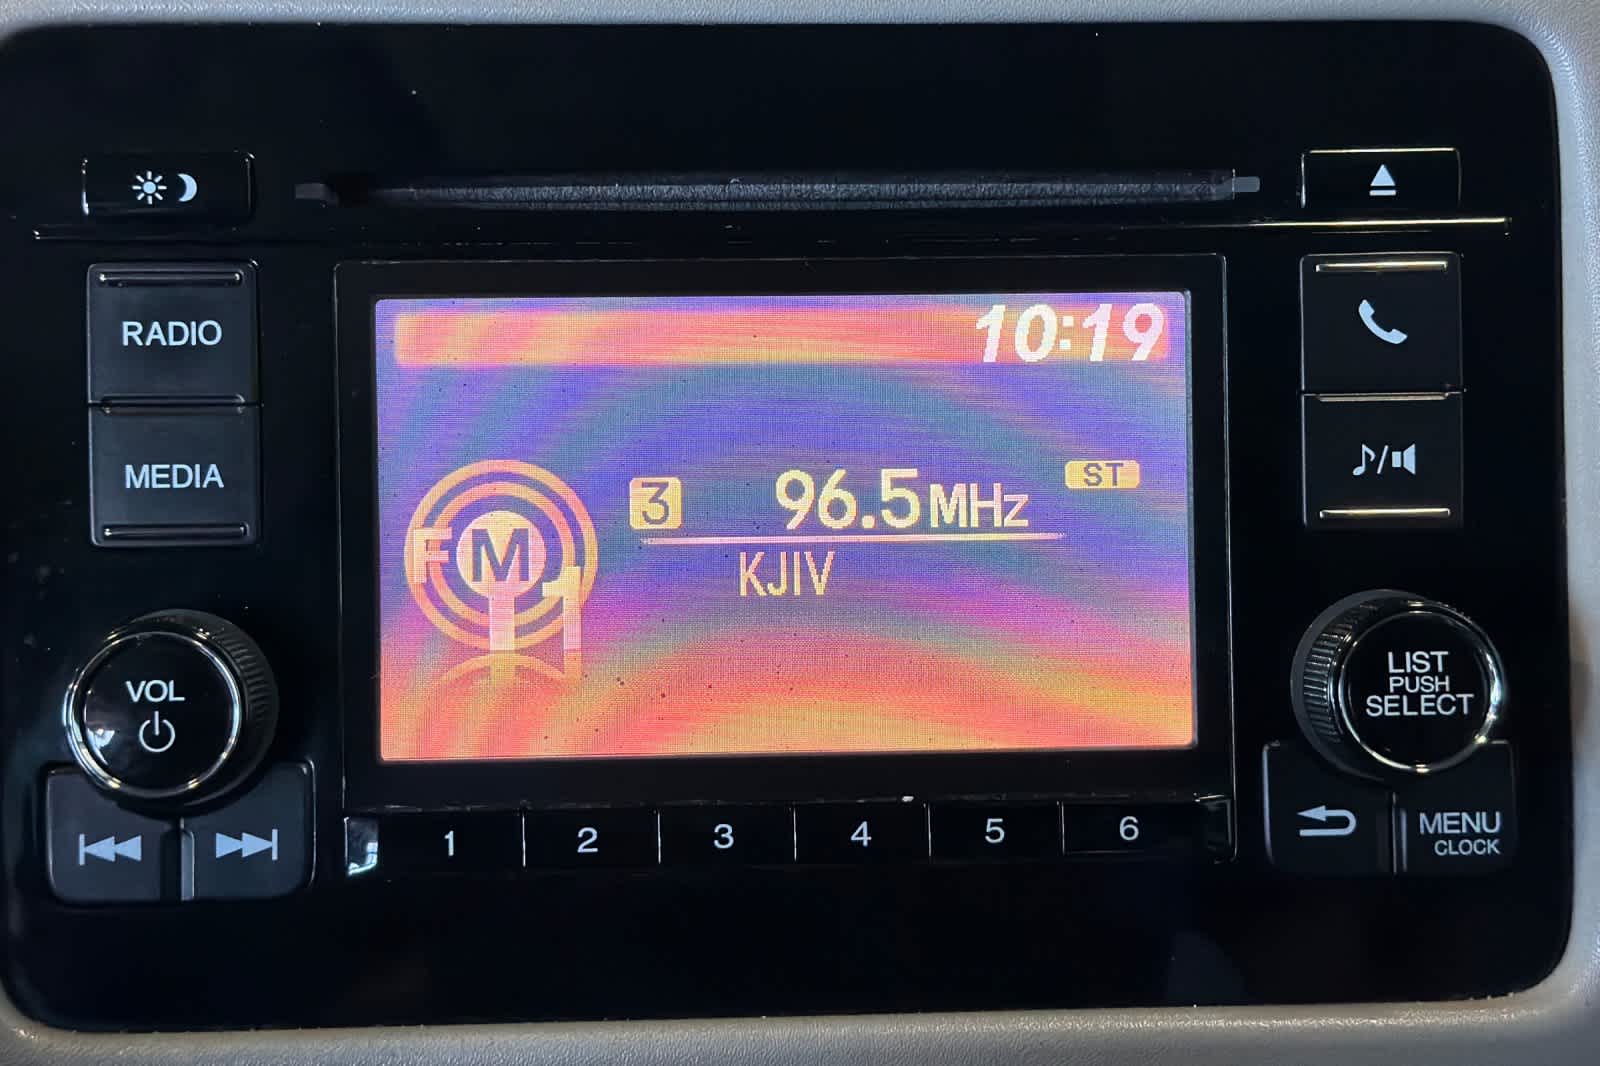 RADIO
MEDIA
VOL
10:19
FM1
3 96.5MHz ST
KJIV
LIST
PUSH
SELECT
1 2 3 4 5 6
MENU
CLOCK